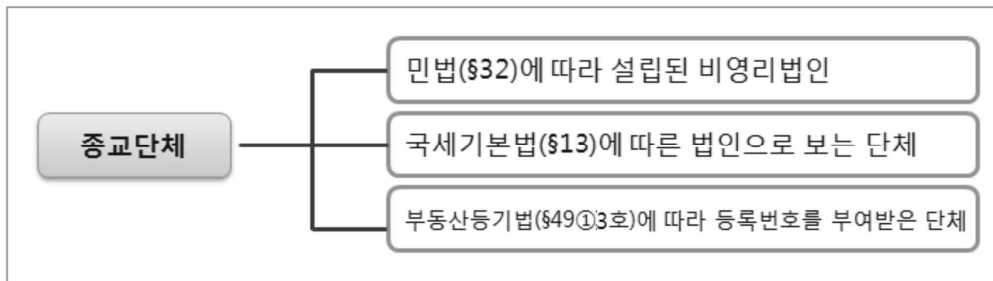 종교단체
민법(§32)에 따라 설립된 비영리법인
국세기본법(§13)에 따른 법인으로 보는 단체
부동산등기법(§49①3호)에 따라 등록번호를 부여받은 단체